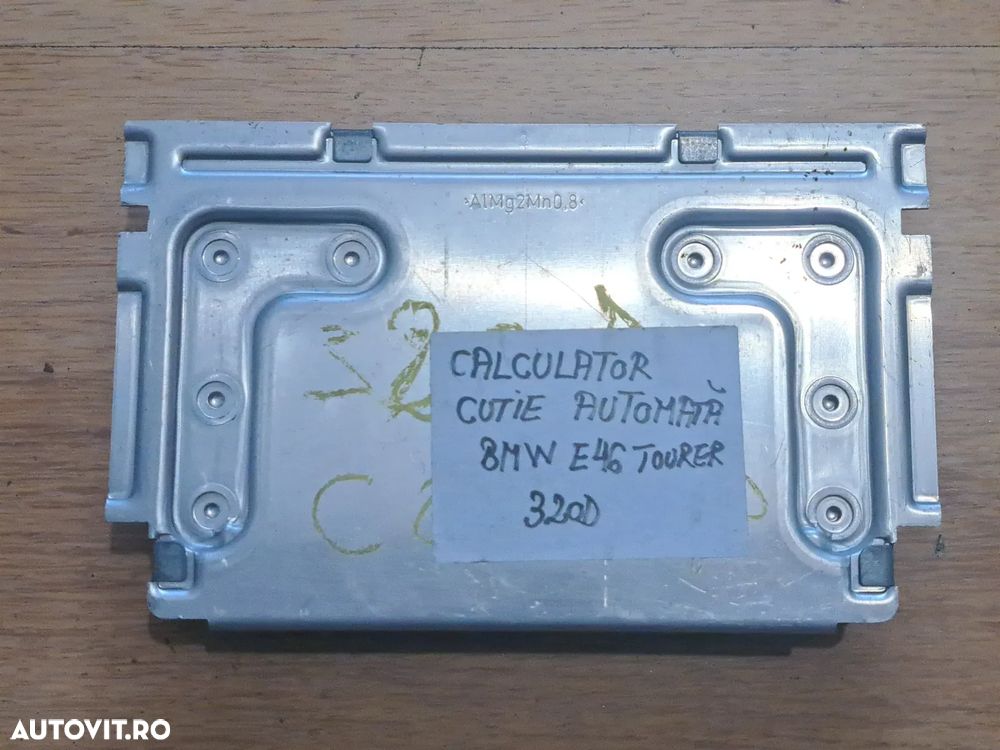 >AlMg2Mn0,8<
CALCULATOR
CUTIE AUTOMATĂ
BMW E46 TOURER
320D
AUTOVIT.RO